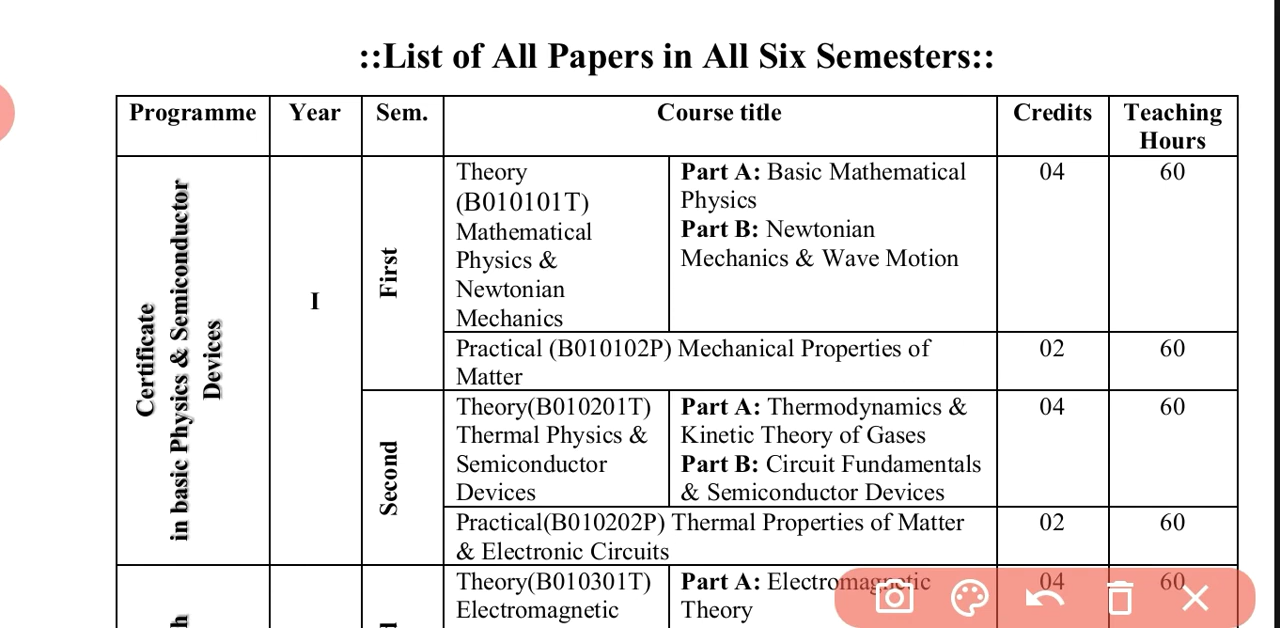 ::List of All Papers in All Six Semesters::
Programme
Year
Sem.
Course title
Credits
Teaching
Hours
Certificate
in basic Physics & Semiconductor
Devices
I
First
Theory
(B010101T)
Mathematical
Physics &
Newtonian
Mechanics
Part A: Basic Mathematical
Physics
Part B: Newtonian
Mechanics & Wave Motion
04
60
Practical (B010102P) Mechanical Properties of
Matter
02
60
Second
Theory(B010201T)
Thermal Physics &
Semiconductor
Devices
Part A: Thermodynamics &
Kinetic Theory of Gases
Part B: Circuit Fundamentals
& Semiconductor Devices
04
60
Practical(B010202P) Thermal Properties of Matter
& Electronic Circuits
02
60
Theory(B010301T)
Electromagnetic
Part A: Electromagnetic
Theory
04
60